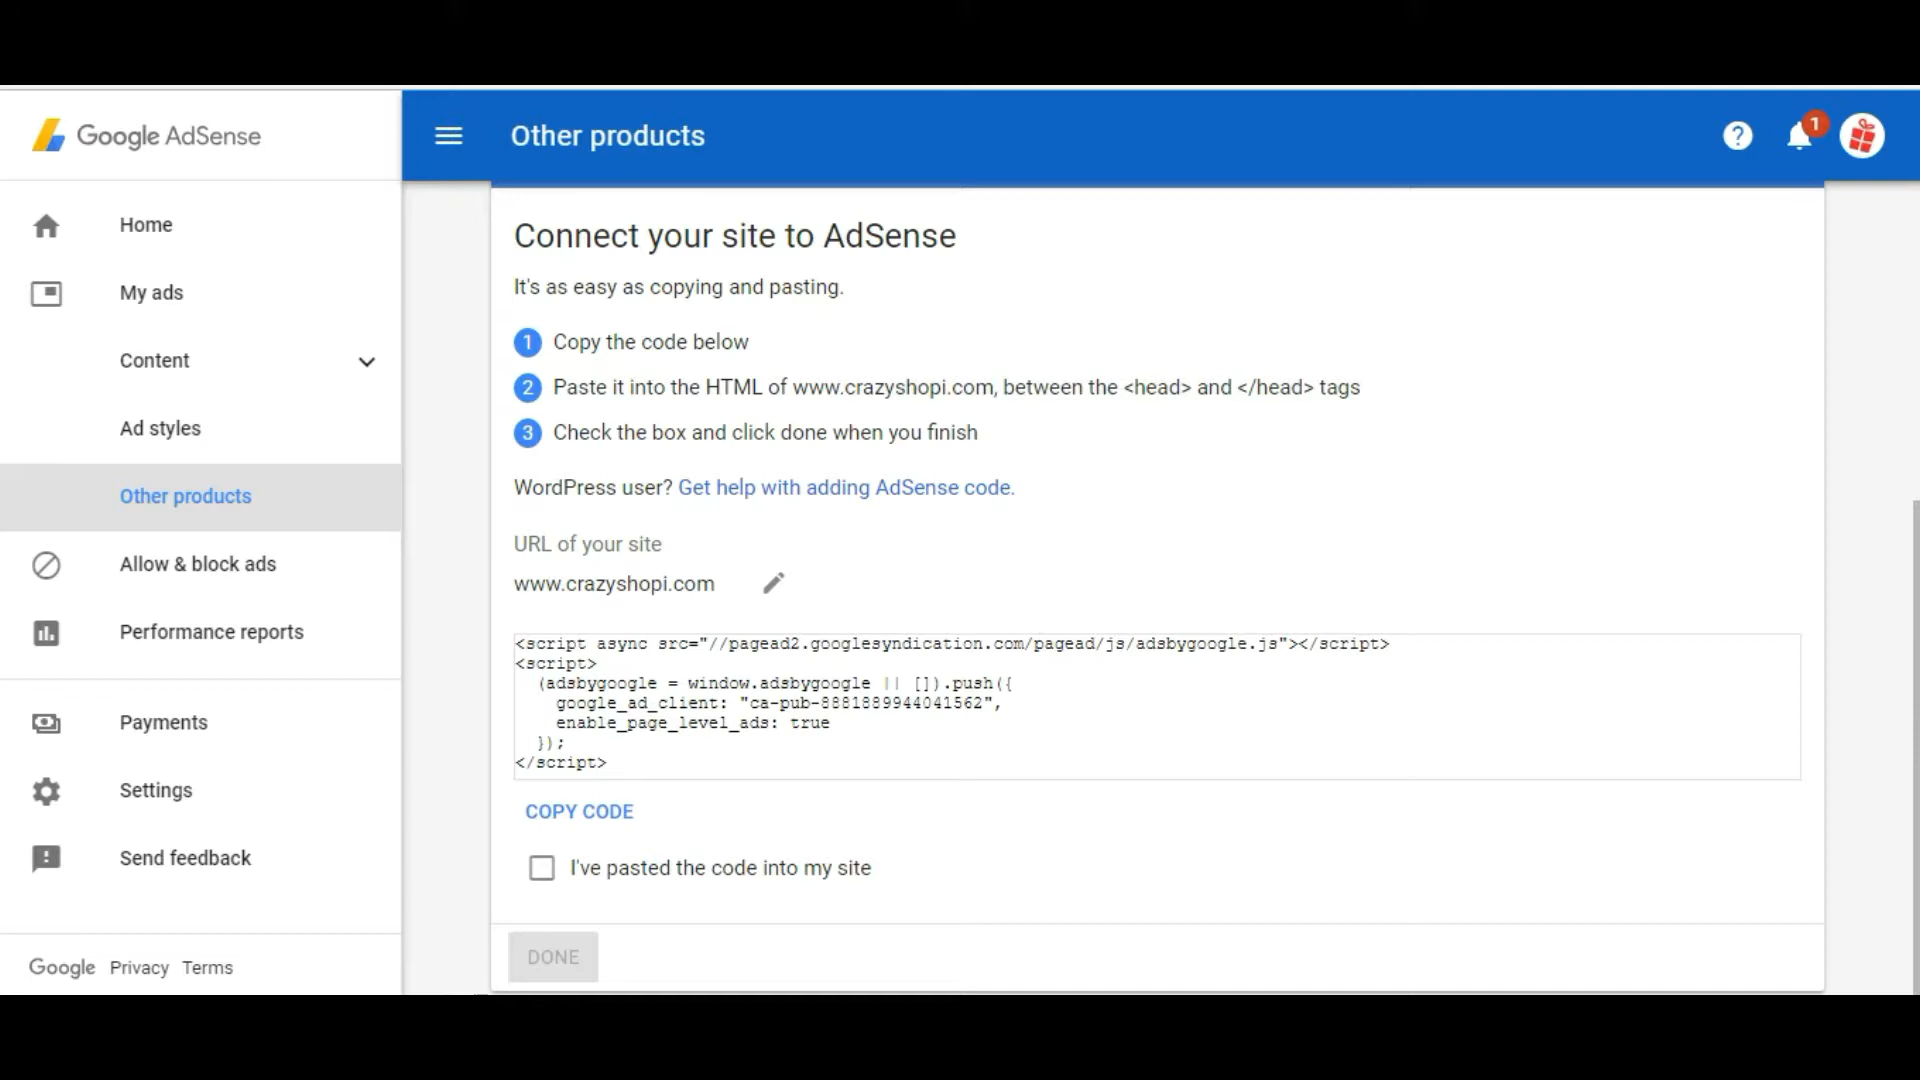 Google AdSense
Other products
1
Home
My ads
Content
Ad styles
Other products
Allow & block ads
Performance reports
Payments
Settings
Send feedback
Google Privacy Terms
Connect your site to AdSense
It's as easy as copying and pasting.
1 Copy the code below
2 Paste it into the HTML of www.crazyshopi.com, between the <head> and </head> tags
3 Check the box and click done when you finish
WordPress user? Get help with adding AdSense code.
URL of your site
www.crazyshopi.com
<script async src="//pagead2.googlesyndication.com/pagead/js/adsbygoogle.js"></script>
<script>
(adsbygoogle = window.adsbygoogle || []).push({
google_ad_client: "ca-pub-8881889944041562",
enable_page_level_ads: true
});
</script>
COPY CODE
I've pasted the code into my site
DONE